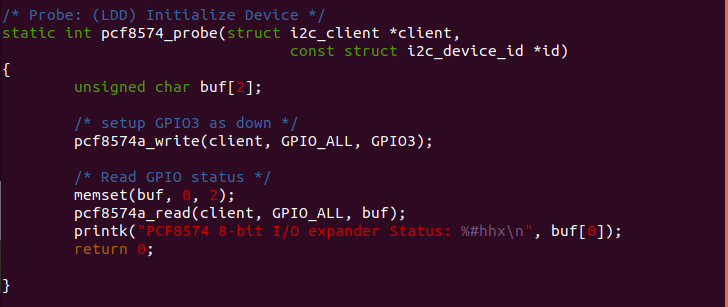 /* Probe: (LDD) Initialize Device */
static int pcf8574_probe(struct i2c_client *client,
                                const struct i2c_device_id *id)
{
        unsigned char buf[2];

        /* setup GPIO3 as down */
        pcf8574a_write(client, GPIO_ALL, GPIO3);

        /* Read GPIO status */
        memset(buf, 0, 2);
        pcf8574a_read(client, GPIO_ALL, buf);
        printk("PCF8574 8-bit I/O expander Status: %#hhx\n", buf[0]);
        return 0;

}